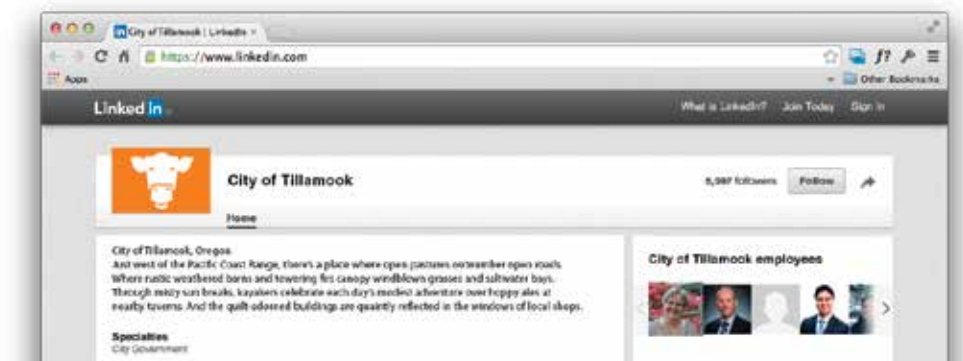 City of Tillamook | LinkedIn ×
https://www.linkedin.com
Apps
Other Bookmarks
Linked in
What is LinkedIn? Join Today Sign In
City of Tillamook
followers Follow
Home
City of Tillamook, Oregon
Just west of the Pacific Coast Range, there's a place where open pastures outnumber open roads.
Where rustic weathered barns and towering firs canopy windblown grasses and saltwater bays.
Through misty sun breaks, kayakers celebrate each day's modest adventure over hoppy ales at
nearby taverns. And the quilt-adorned buildings are quaintly reflected in the windows of local shops.
City of Tillamook employees
Specialties
City Government